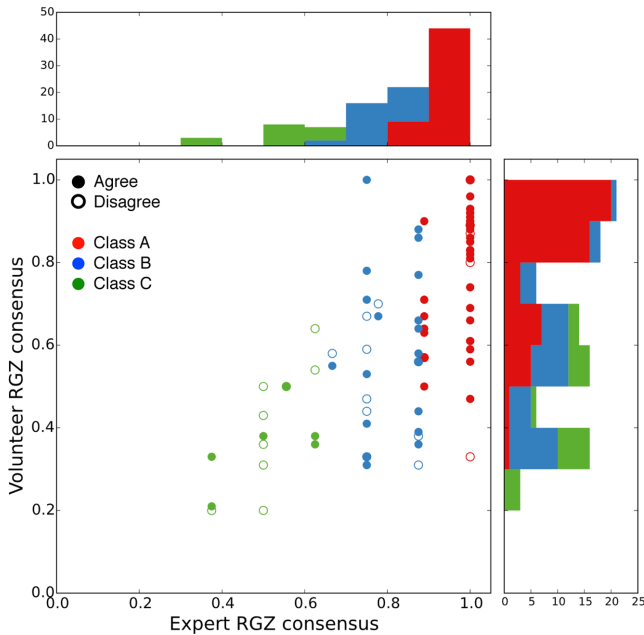 50
40
30
20
10
0
1.0
0.8
0.6
0.4
0.2
0.0
Volunteer RGZ consensus
Agree
Disagree
Class A
Class B
Class C
0.0 0.2 0.4 0.6 0.8 1.0
Expert RGZ consensus
0 5 10 15 20 25